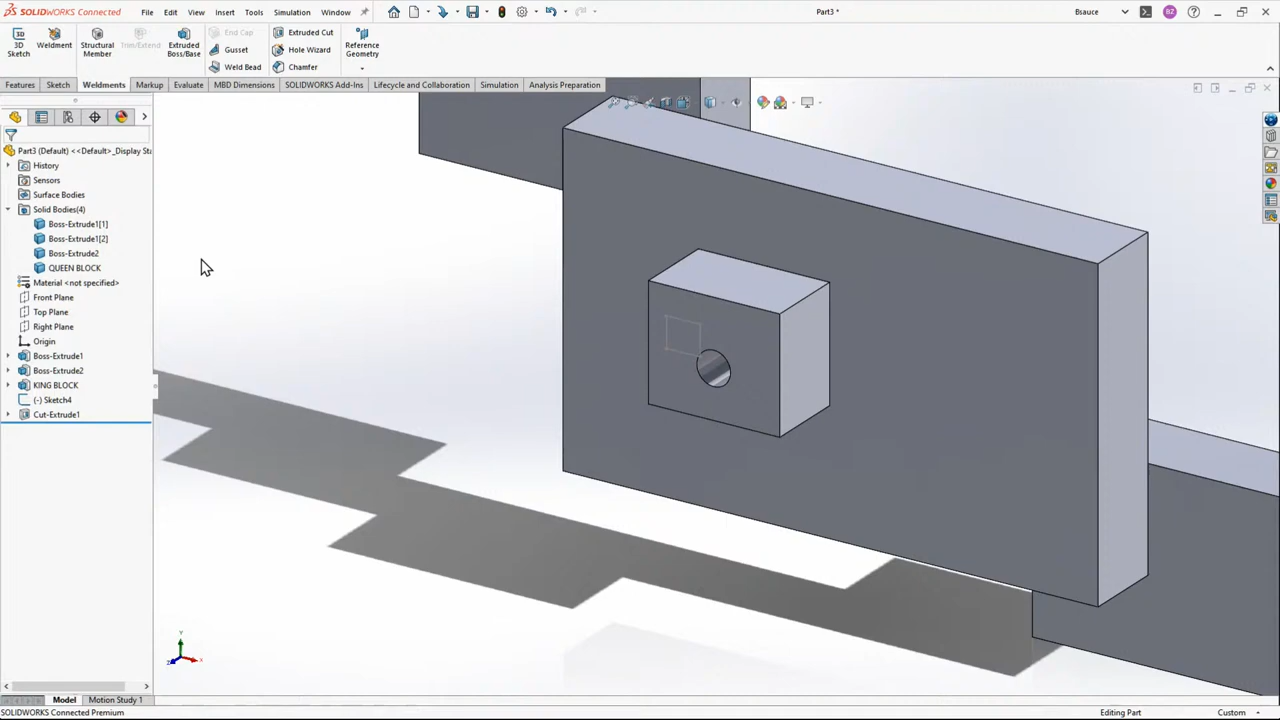 SOLIDWORKS Connected
File Edit View Insert Tools Simulation Window
Part3 *
Bsauce
BZ
3D Sketch
Weldment
Structural Member
Trim/Extend
Extruded Boss/Base
End Cap
Gusset
Weld Bead
Extruded Cut
Hole Wizard
Chamfer
Reference Geometry
Features Sketch Weldments Markup Evaluate MBD Dimensions SOLIDWORKS Add-Ins Lifecycle and Collaboration Simulation Analysis Preparation
Part3 (Default) <<Default>_Display Sta
History
Sensors
Surface Bodies
Solid Bodies(4)
Boss-Extrude1[1]
Boss-Extrude1[2]
Boss-Extrude2
QUEEN BLOCK
Material <not specified>
Front Plane
Top Plane
Right Plane
Origin
Boss-Extrude1
Boss-Extrude2
KING BLOCK
(-) Sketch4
Cut-Extrude1
Y
Z X
Model Motion Study 1
SOLIDWORKS Connected Premium
Editing Part
Custom